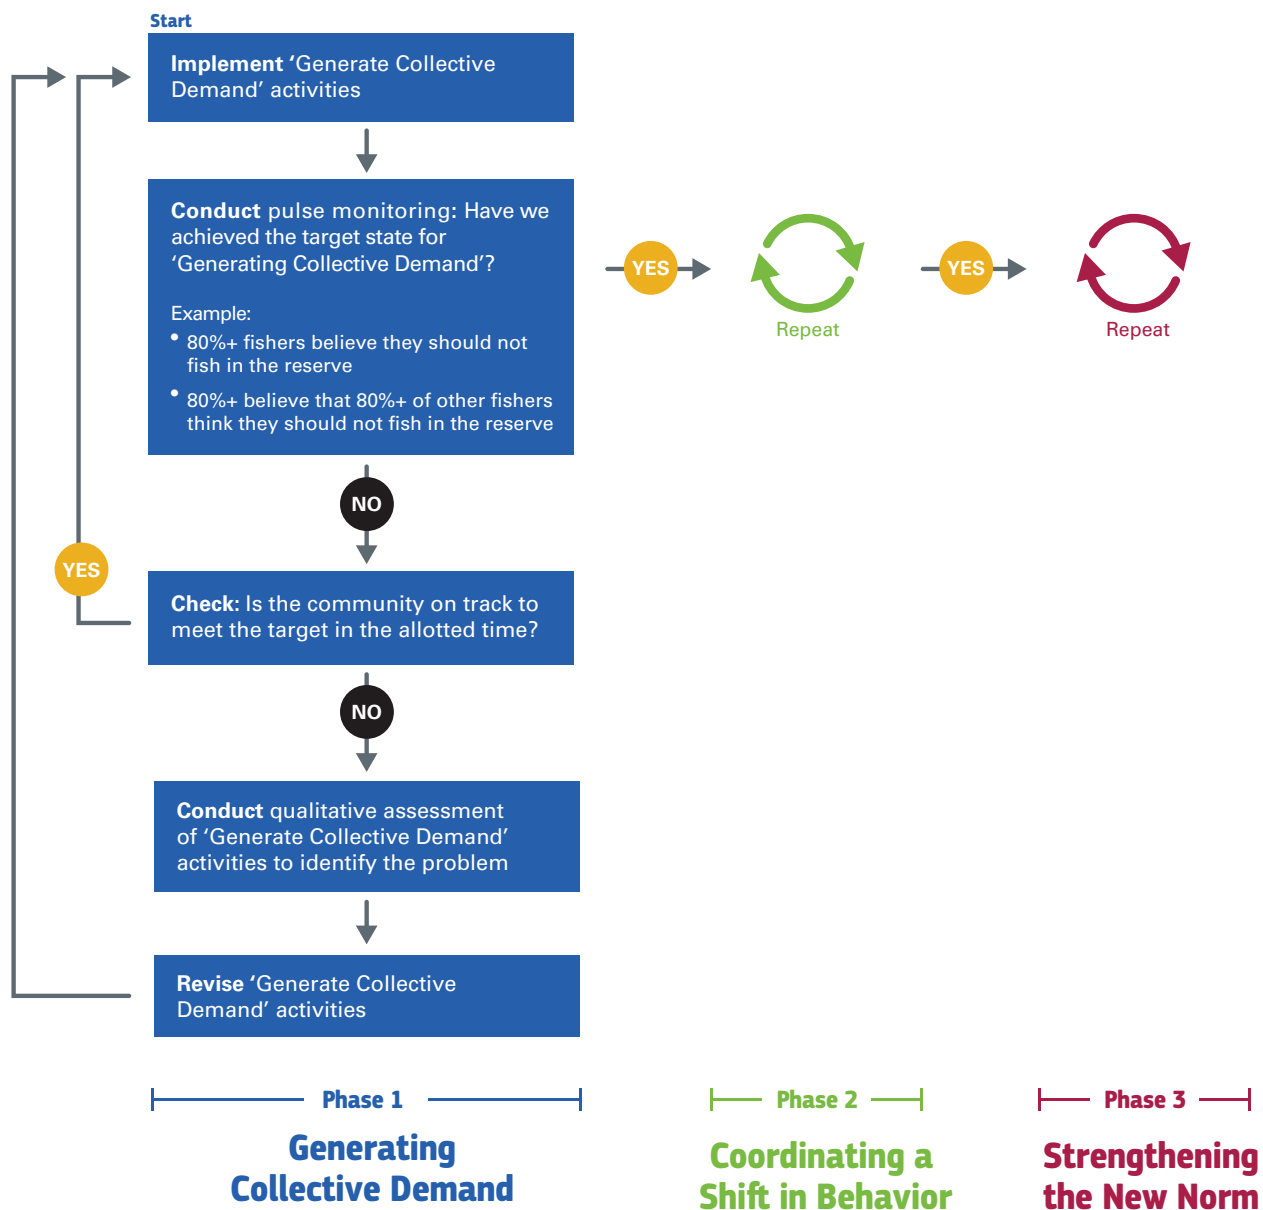 Start
Implement ‘Generate Collective
Demand’ activities
Conduct pulse monitoring: Have we
achieved the target state for
‘Generating Collective Demand’?
Example:
• 80%+ fishers believe they should not
fish in the reserve
• 80%+ believe that 80%+ of other fishers
think they should not fish in the reserve
YES
Repeat
YES
Repeat
NO
YES
Check: Is the community on track to
meet the target in the allotted time?
NO
Conduct qualitative assessment
of ‘Generate Collective Demand’
activities to identify the problem
Revise ‘Generate Collective
Demand’ activities
Phase 1
Generating
Collective Demand
Phase 2
Coordinating a
Shift in Behavior
Phase 3
Strengthening
the New Norm